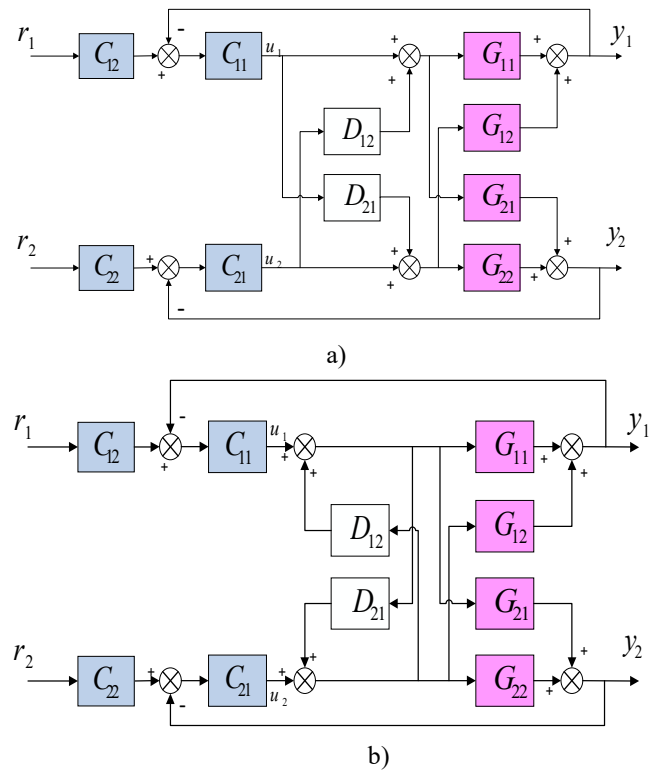 r₁ C₁₂ - + C₁₁ u₁ + + G₁₁ + + y₁
D₁₂ G₁₂
D₂₁ G₂₁
r₂ C₂₂ + - C₂₁ u₂ + + G₂₂ + + y₂
a)
r₁ C₁₂ - + C₁₁ u₁ + + G₁₁ + + y₁
D₁₂ G₁₂
D₂₁ G₂₁
r₂ C₂₂ + - C₂₁ u₂ + + G₂₂ + + y₂
b)